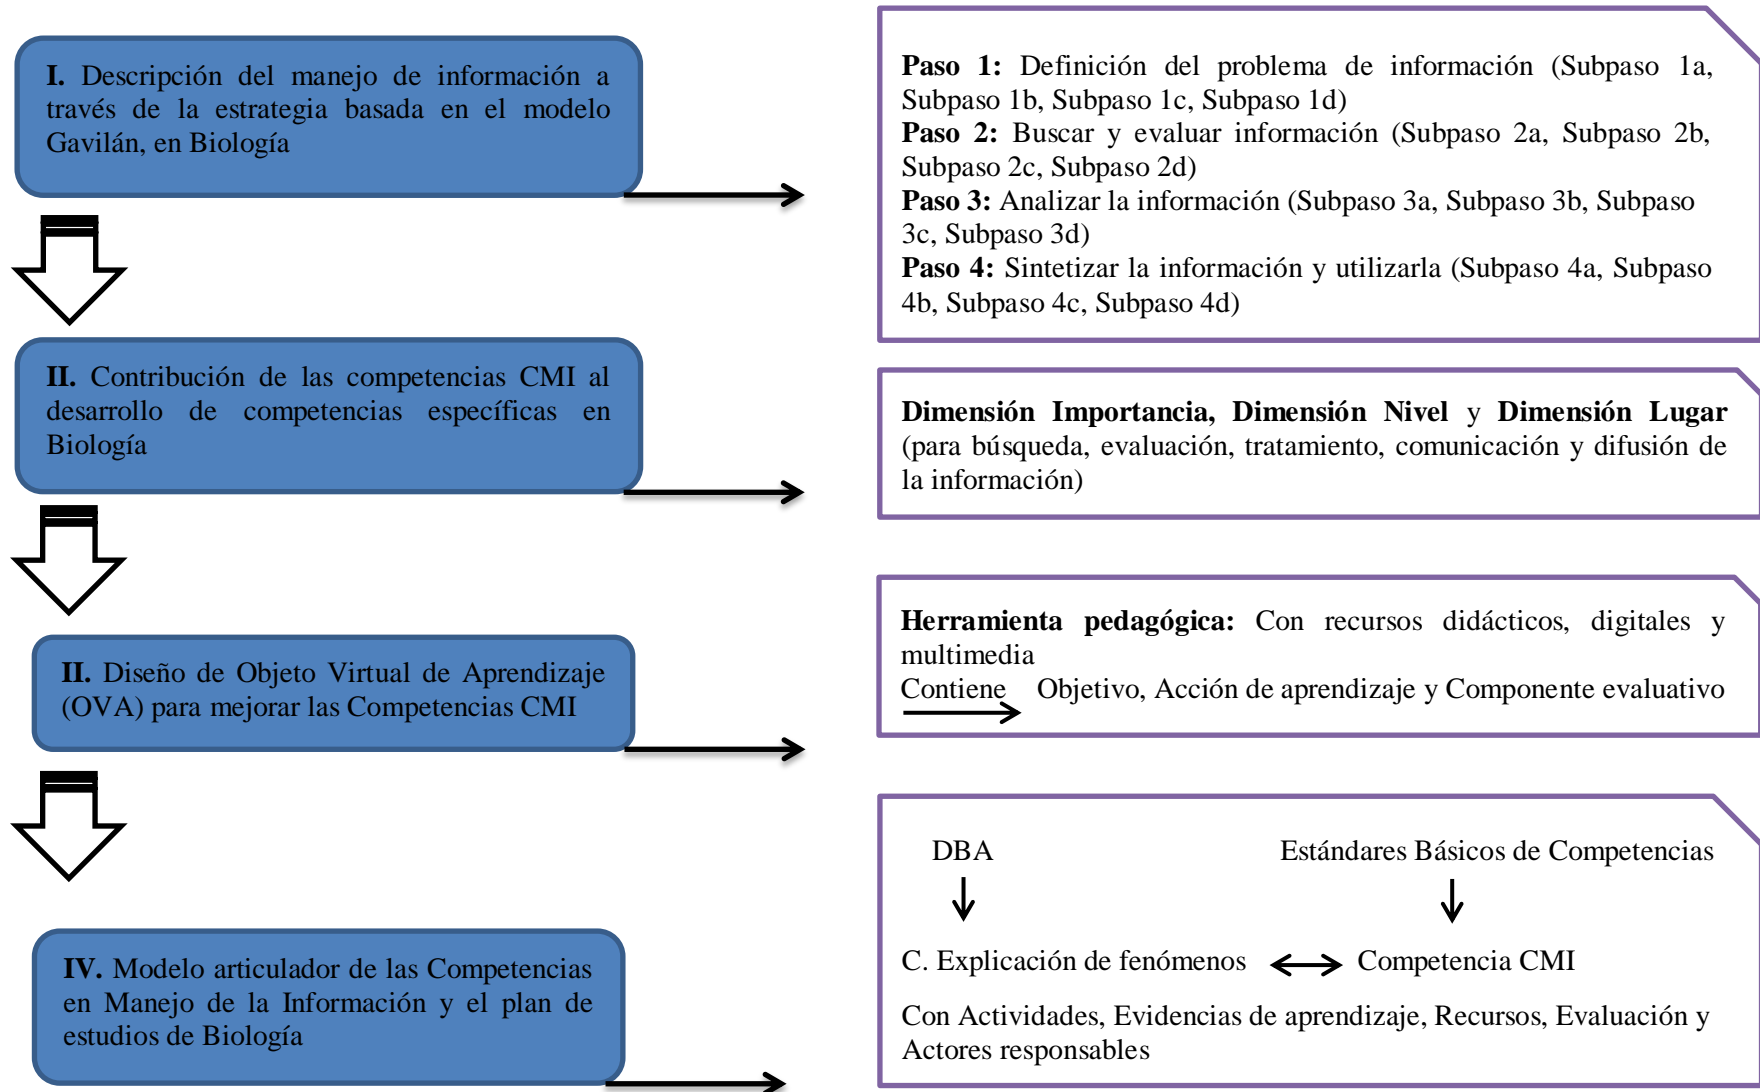 I. Descripción del manejo de información a
través de la estrategia basada en el modelo
Gavilán, en Biología
Paso 1: Definición del problema de información (Subpaso 1a,
Subpaso 1b, Subpaso 1c, Subpaso 1d)
Paso 2: Buscar y evaluar información (Subpaso 2a, Subpaso 2b,
Subpaso 2c, Subpaso 2d)
Paso 3: Analizar la información (Subpaso 3a, Subpaso 3b, Subpaso
3c, Subpaso 3d)
Paso 4: Sintetizar la información y utilizarla (Subpaso 4a, Subpaso
4b, Subpaso 4c, Subpaso 4d)
II. Contribución de las competencias CMI al
desarrollo de competencias específicas en
Biología
Dimensión Importancia, Dimensión Nivel y Dimensión Lugar
(para búsqueda, evaluación, tratamiento, comunicación y difusión de
la información)
II. Diseño de Objeto Virtual de Aprendizaje
(OVA) para mejorar las Competencias CMI
Herramienta pedagógica: Con recursos didácticos, digitales y
multimedia
Contiene Objetivo, Acción de aprendizaje y Componente evaluativo
IV. Modelo articulador de las Competencias
en Manejo de la Información y el plan de
estudios de Biología
DBA Estándares Básicos de Competencias
C. Explicación de fenómenos Competencia CMI
Con Actividades, Evidencias de aprendizaje, Recursos, Evaluación y
Actores responsables